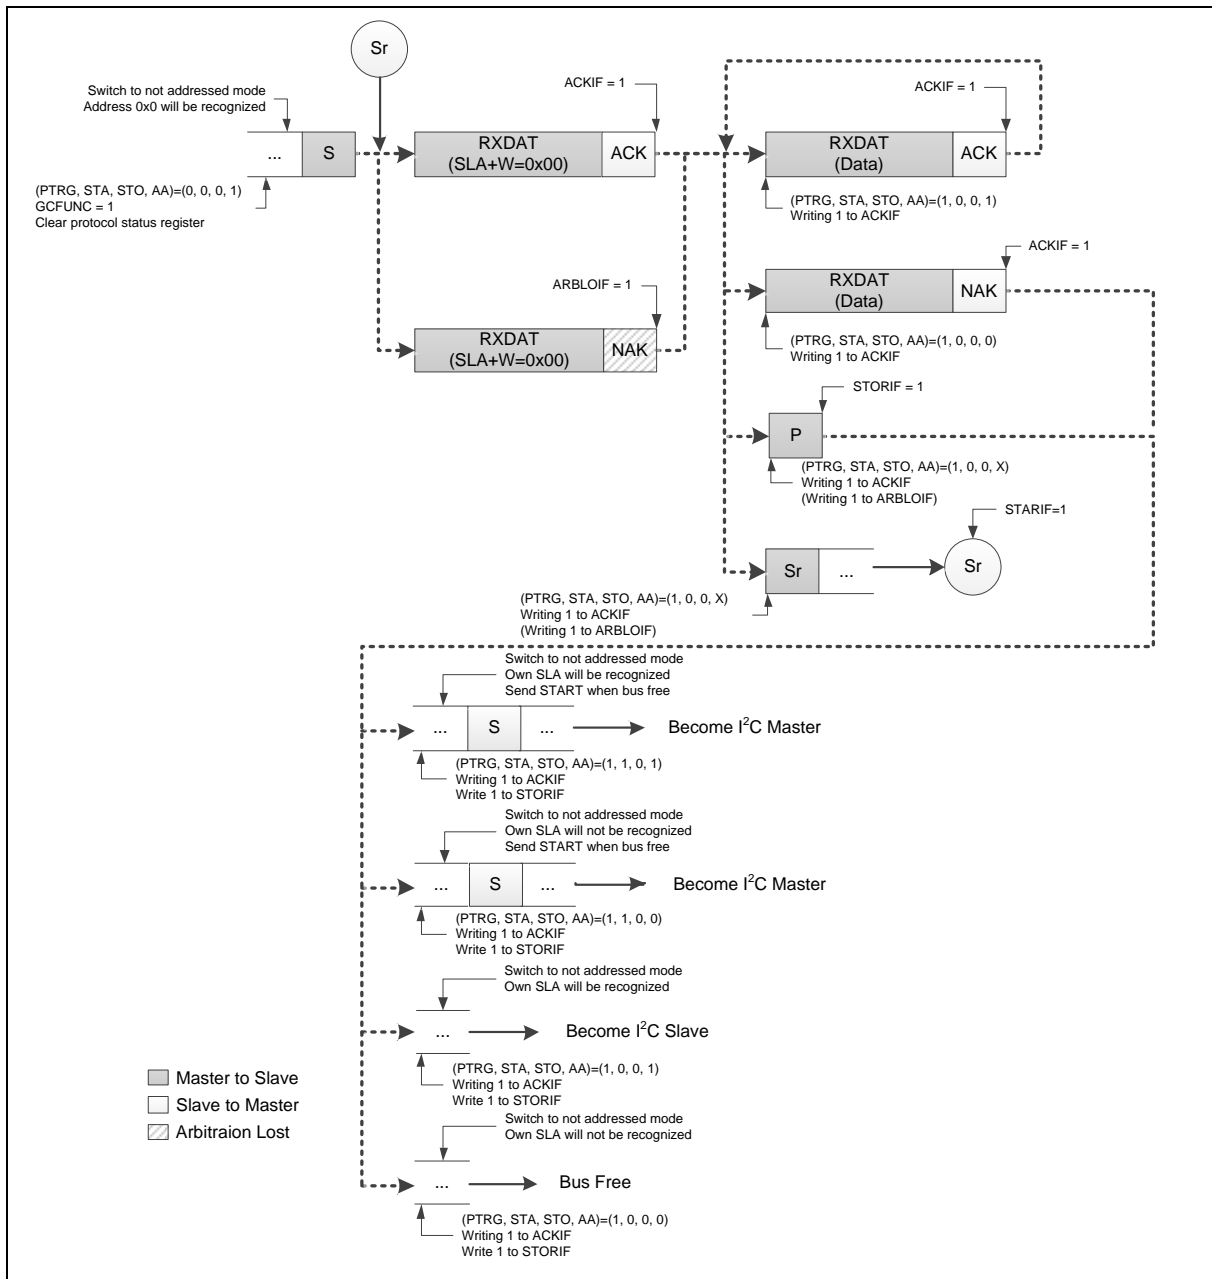 Sr
Switch to not addressed mode
Address 0x0 will be recognized
ACKIF = 1
ACKIF = 1
...
S
RXDAT
(SLA+W=0x00)
ACK
RXDAT
(Data)
ACK
(PTRG, STA, STO, AA)=(0, 0, 0, 1)
GCFUNC = 1
Clear protocol status register
(PTRG, STA, STO, AA)=(1, 0, 0, 1)
Writing 1 to ACKIF
ACKIF = 1
ARBLOIF = 1
RXDAT
(Data)
NAK
RXDAT
(SLA+W=0x00)
NAK
(PTRG, STA, STO, AA)=(1, 0, 0, 0)
Writing 1 to ACKIF
STORIF = 1
P
(PTRG, STA, STO, AA)=(1, 0, 0, X)
Writing 1 to ACKIF
(Writing 1 to ARBLOIF)
STARIF=1
Sr
...
Sr
(PTRG, STA, STO, AA)=(1, 0, 0, X)
Writing 1 to ACKIF
(Writing 1 to ARBLOIF)
Switch to not addressed mode
Own SLA will be recognized
Send START when bus free
...
S
...
Become I²C Master
(PTRG, STA, STO, AA)=(1, 1, 0, 1)
Writing 1 to ACKIF
Write 1 to STORIF
Switch to not addressed mode
Own SLA will not be recognized
Send START when bus free
...
S
...
Become I²C Master
(PTRG, STA, STO, AA)=(1, 1, 0, 0)
Writing 1 to ACKIF
Write 1 to STORIF
Switch to not addressed mode
Own SLA will be recognized
...
Become I²C Slave
(PTRG, STA, STO, AA)=(1, 0, 0, 1)
Writing 1 to ACKIF
Write 1 to STORIF
Master to Slave
Slave to Master
Arbitraion Lost
Switch to not addressed mode
Own SLA will not be recognized
...
Bus Free
(PTRG, STA, STO, AA)=(1, 0, 0, 0)
Writing 1 to ACKIF
Write 1 to STORIF